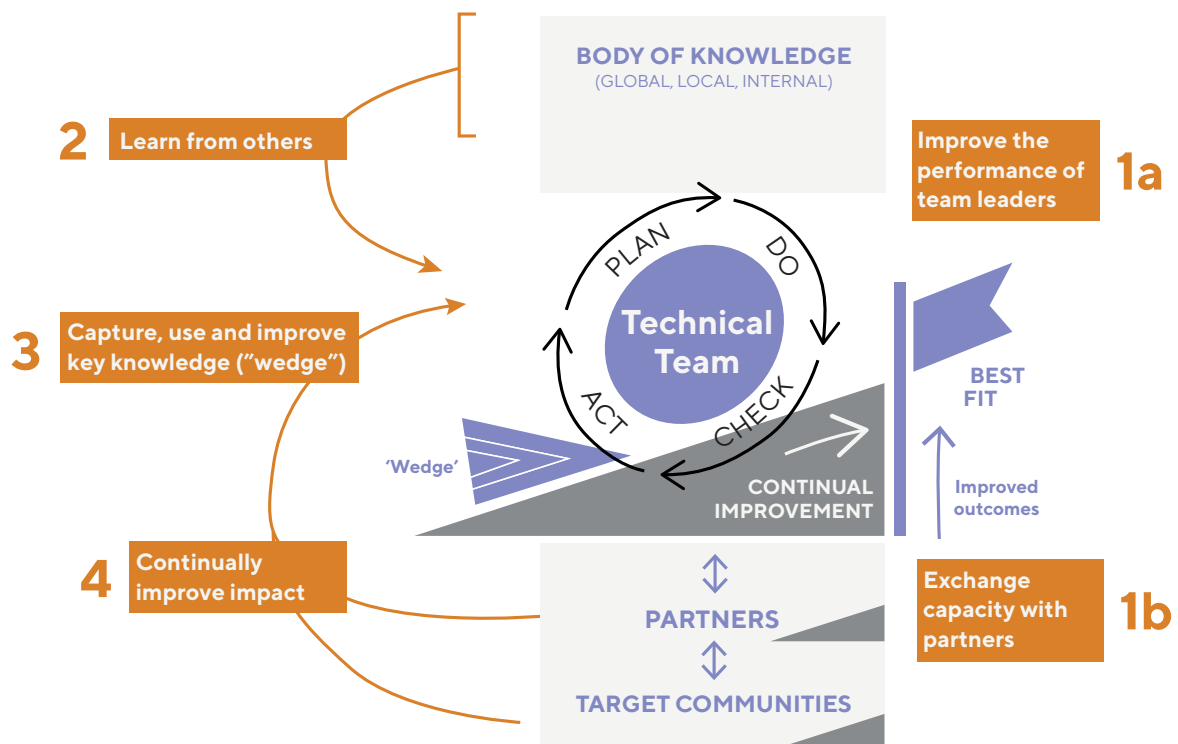 BODY OF KNOWLEDGE
(GLOBAL, LOCAL, INTERNAL)
2
Learn from others
Improve the
performance of
team leaders
1a
PLAN
DO
Technical
Team
CHECK
ACT
3
Capture, use and improve
key knowledge (”wedge”)
BEST
FIT
'Wedge'
CONTINUAL
IMPROVEMENT
Improved
outcomes
4
Continually
improve impact
PARTNERS
Exchange
capacity with
partners
1b
TARGET COMMUNITIES